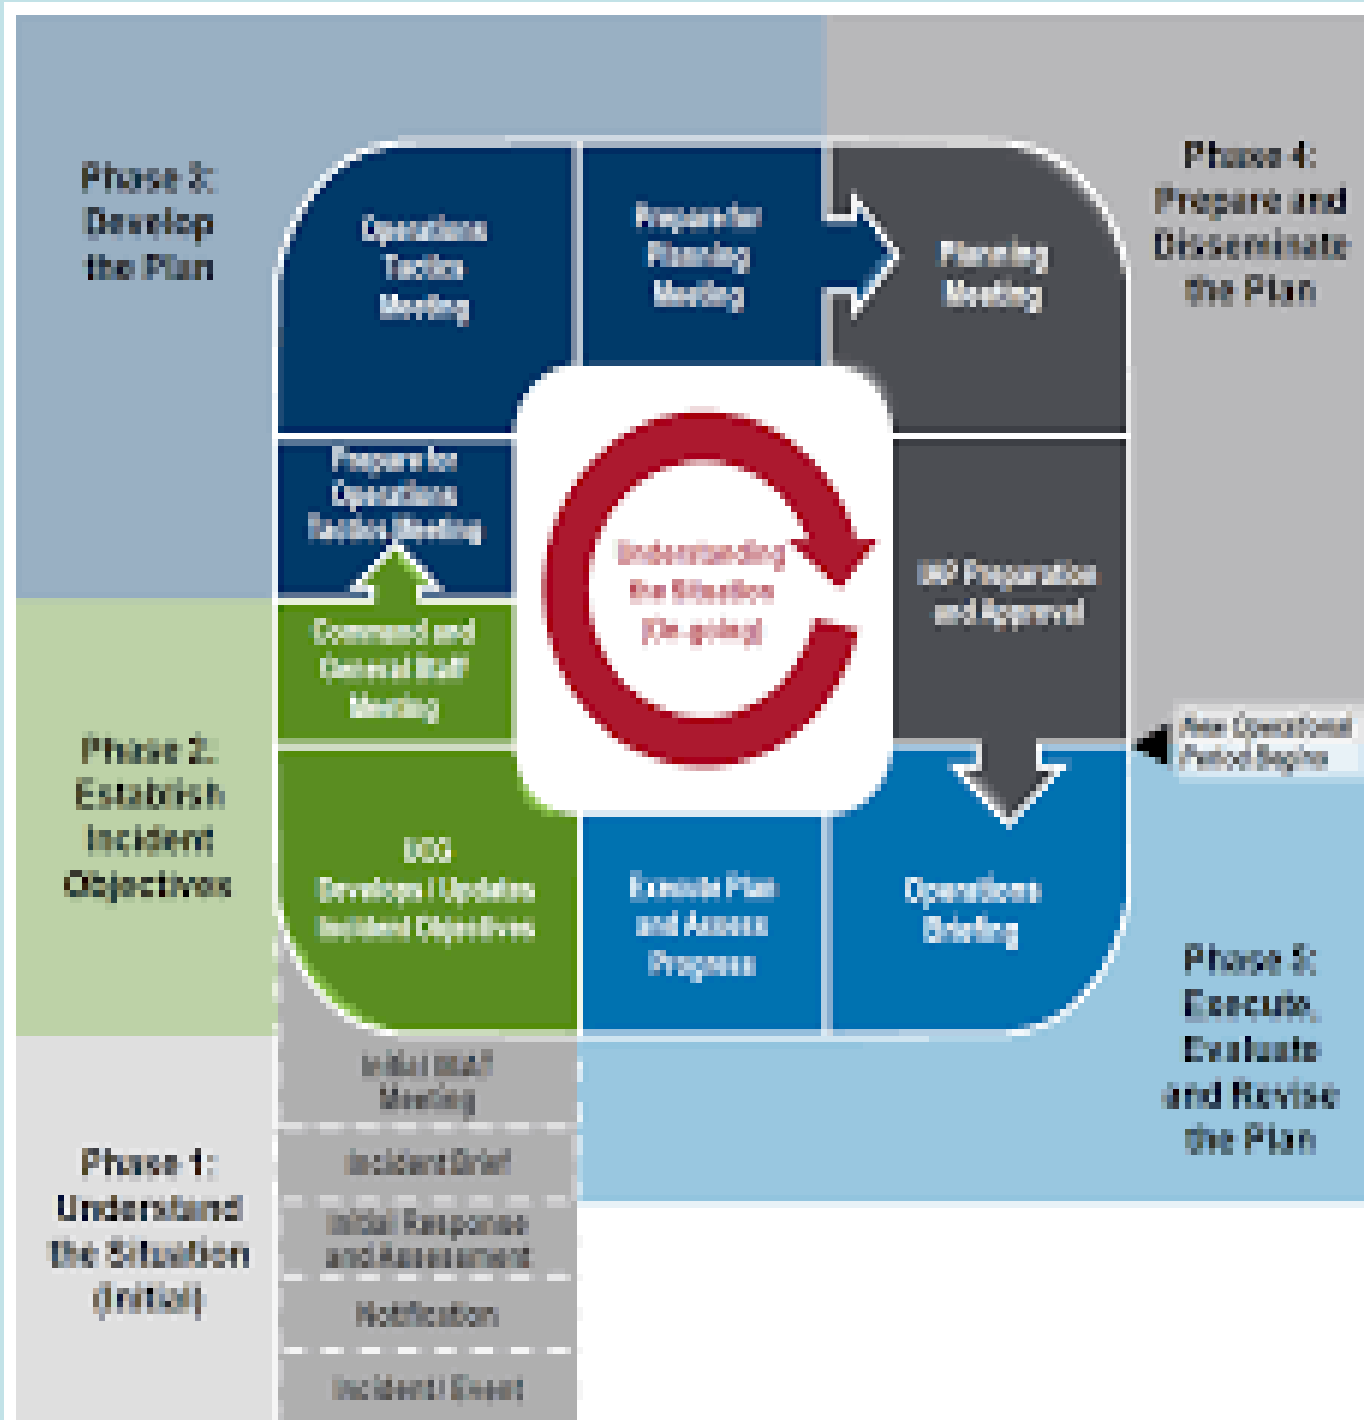 Phase 3:
Develop
the Plan
Operations
Tactics
Meeting
Prepare for
Planning
Meeting
Planning
Meeting
Phase 4:
Prepare and
Disseminate
the Plan
Prepare for
Operations
Tactics Meeting
Understanding
the Situation
(On-going)
IAP Preparation
and Approval
Command and
General Staff
Meeting
New Operational
Period Begins
Phase 2:
Establish
Incident
Objectives
UCG
Develops / Updates
Incident Objectives
Execute Plan
and Assess
Progress
Operations
Briefing
Phase 5:
Execute,
Evaluate
and Revise
the Plan
Initial
Meeting
Phase 1:
Understand
the Situation
(Initial)
Incident Brief
Initial Response
and Assessment
Notification
Incident / Event